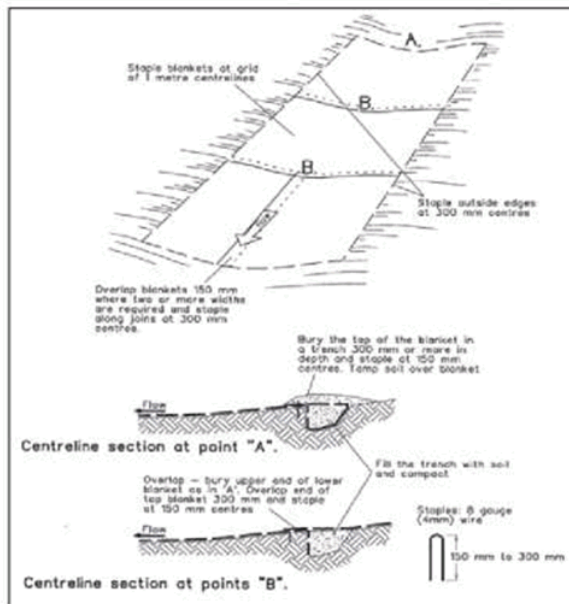 A.
Staple blankets at grid
of 1 metre centrelines
B
B
Staple outside edges
at 300 mm centres
Overlap blankets 150 mm
where two or more widths
are required and staple
along joins at 300 mm
centres.
Bury the top of the blanket in
a trench 300 mm or more in
depth and staple at 150 mm
centres. Tamp soil over blanket
Flow
Centreline section at point "A".
Fill the trench with soil
and compact
Overlap – bury upper end of lower
blanket as in 'A'. Overlap end of
top blanket 300 mm and staple
at 150 mm centres
Staples: 8 gauge
(4mm) wire
Flow
150 mm to 300 mm
Centreline section at points "B".